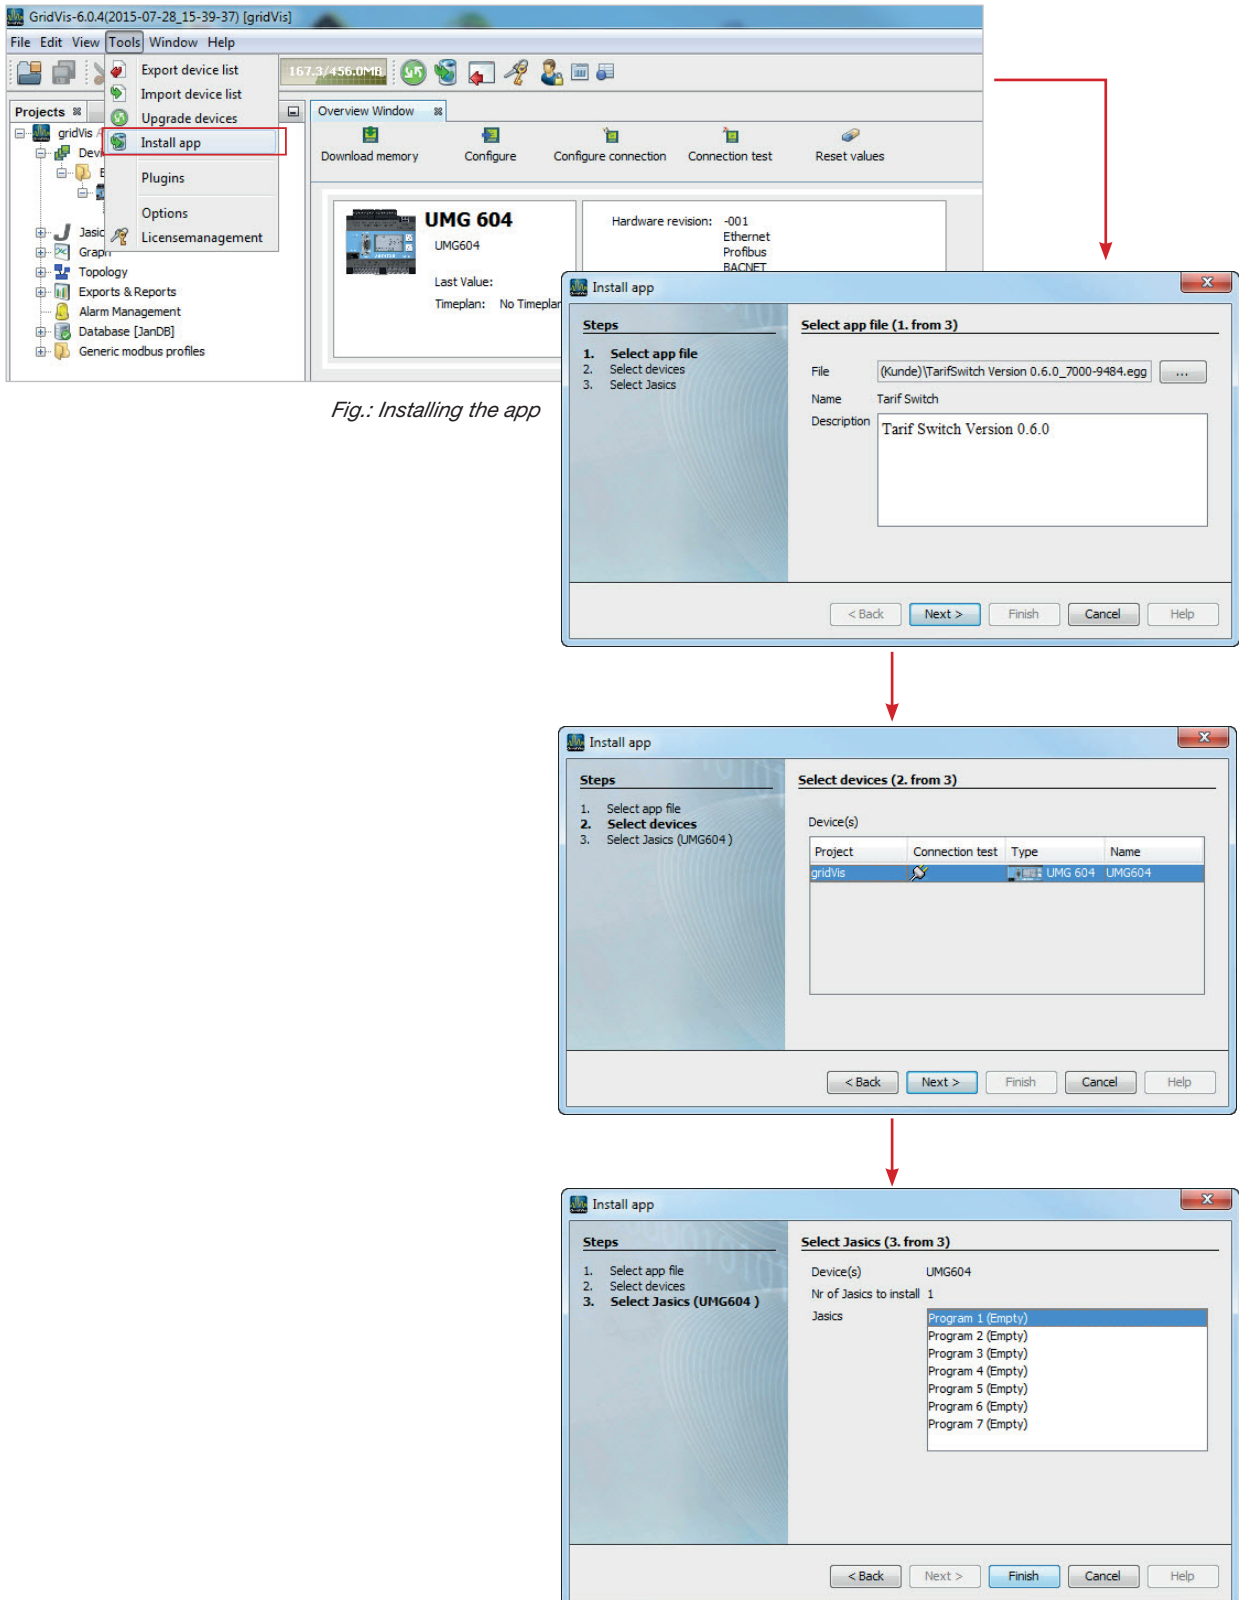 GridVis-6.0.4(2015-07-28_15-39-37) [gridVis]
File Edit View Tools Window Help
Export device list
Import device list
Upgrade devices
Install app
Plugins
Options
Licensemanagement
167.3/456.0MB
Projects
gridVis
Devi
Jasic
Graph
Topology
Exports & Reports
Alarm Management
Database [JanDB]
Generic modbus profiles
Overview Window
Download memory Configure Configure connection Connection test Reset values
UMG 604
UMG604
Last Value:
Timeplan: No Timeplan
Hardware revision: -001
Ethernet
Profibus
BACNET
Fig.: Installing the app
Install app
Steps
1. Select app file
2. Select devices
3. Select Jasics
Select app file (1. from 3)
File (Kunde)\TarifSwitch Version 0.6.0_7000-9484.egg ...
Name Tarif Switch
Description Tarif Switch Version 0.6.0
< Back Next > Finish Cancel Help
Install app
Steps
1. Select app file
2. Select devices
3. Select Jasics (UMG604 )
Select devices (2. from 3)
Device(s)
Project Connection test Type Name
gridVis UMG 604 UMG604
< Back Next > Finish Cancel Help
Install app
Steps
1. Select app file
2. Select devices
3. Select Jasics (UMG604 )
Select Jasics (3. from 3)
Device(s) UMG604
Nr of Jasics to install 1
Jasics Program 1 (Empty)
Program 2 (Empty)
Program 3 (Empty)
Program 4 (Empty)
Program 5 (Empty)
Program 6 (Empty)
Program 7 (Empty)
< Back Next > Finish Cancel Help